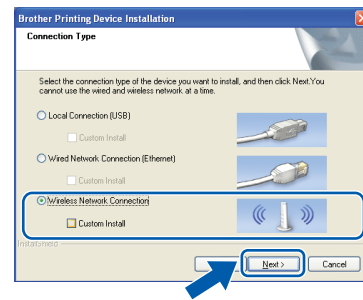 Brother Printing Device Installation
Connection Type
Select the connection type of the device you want to install, and then click Next.You
cannot use the wired and wireless network at a time.
Local Connection (USB)
Custom Install
Wired Network Connection (Ethernet)
Custom Install
Wireless Network Connection
Custom Install
InstallShield
Next >
Cancel